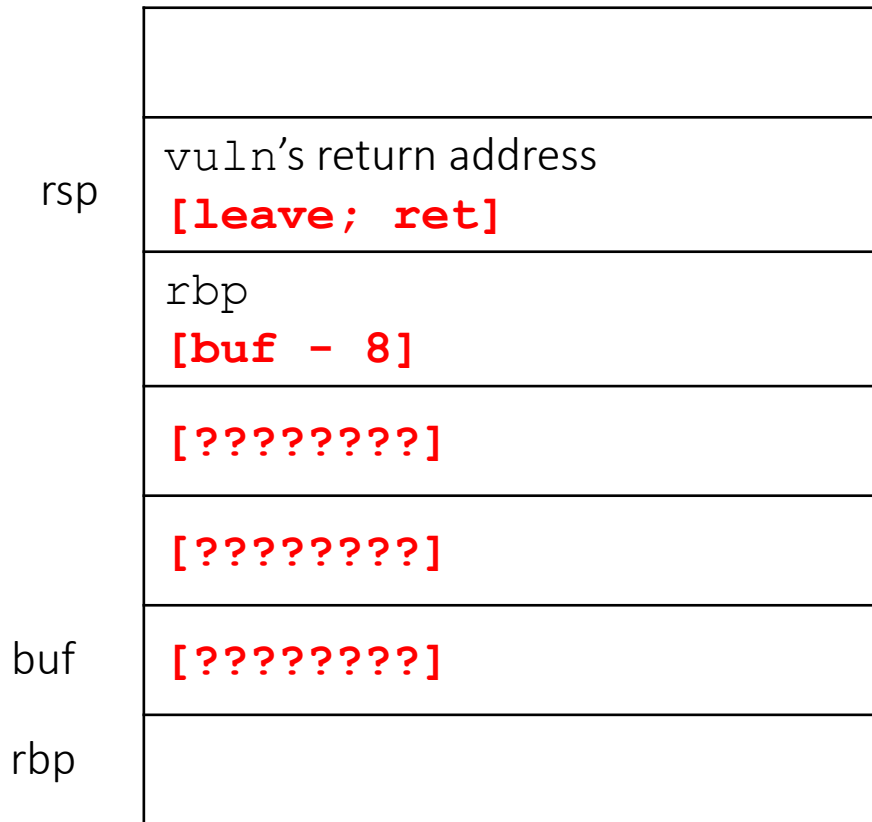 vuln’s return address
rsp
[leave; ret]
rbp
[buf - 8]
[????????]
[????????]
buf
[????????]
rbp